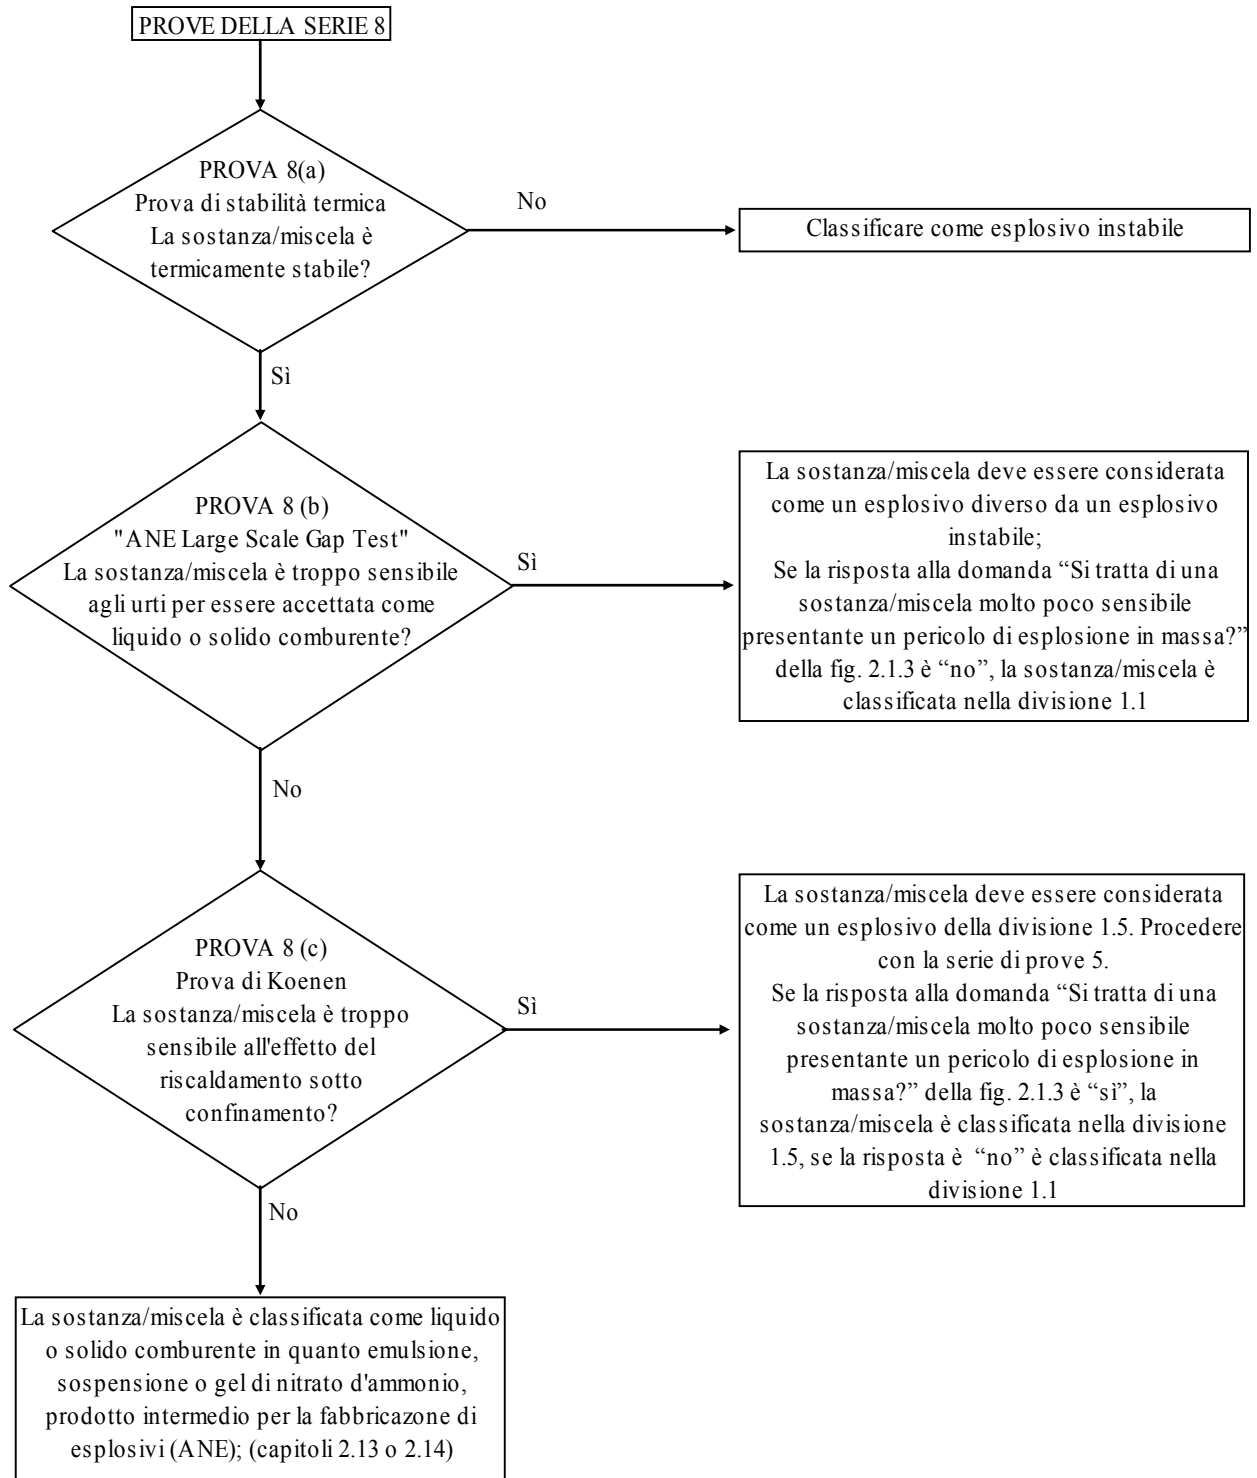 PROVE DELLA SERIE 8
PROVA 8(a)
Prova di stabilità termica
La sostanza/miscela è
termicamente stabile?
No
Classificare come esplosivo instabile
Sì
PROVA 8 (b)
"ANE Large Scale Gap Test"
La sostanza/miscela è troppo sensibile
agli urti per essere accettata come
liquido o solido comburente?
Sì
La sostanza/miscela deve essere considerata
come un esplosivo diverso da un esplosivo
instabile;
Se la risposta alla domanda “Si tratta di una
sostanza/miscela molto poco sensibile
presentante un pericolo di esplosione in massa?”
della fig. 2.1.3 è “no”, la sostanza/miscela è
classificata nella divisione 1.1
No
PROVA 8 (c)
Prova di Koenen
La sostanza/miscela è troppo
sensibile all'effetto del
riscaldamento sotto
confinamento?
Sì
La sostanza/miscela deve essere considerata
come un esplosivo della divisione 1.5. Procedere
con la serie di prove 5.
Se la risposta alla domanda “Si tratta di una
sostanza/miscela molto poco sensibile
presentante un pericolo di esplosione in
massa?” della fig. 2.1.3 è “sì”, la
sostanza/miscela è classificata nella divisione
1.5, se la risposta è “no” è classificata nella
divisione 1.1
No
La sostanza/miscela è classificata come liquido
o solido comburente in quanto emulsione,
sospensione o gel di nitrato d'ammonio,
prodotto intermedio per la fabbricazone di
esplosivi (ANE); (capitoli 2.13 o 2.14)